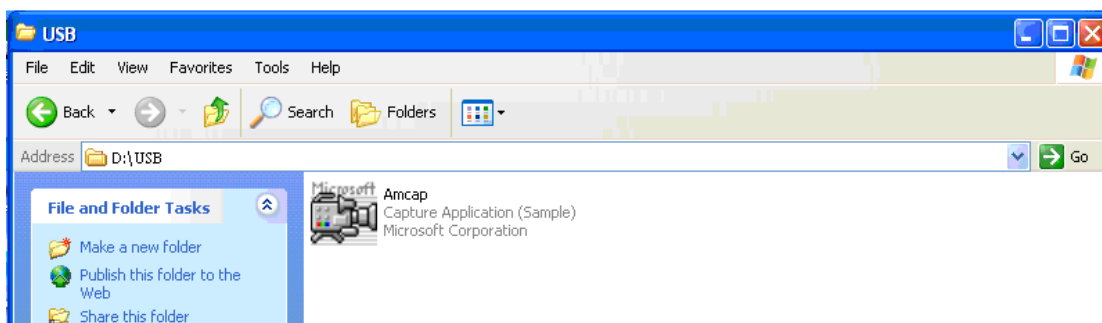 USB
File Edit View Favorites Tools Help
Back Search Folders
Address D:\USB Go
File and Folder Tasks
Make a new folder
Publish this folder to the
Web
Share this folder
Microsoft
Amcap
Capture Application (Sample)
Microsoft Corporation